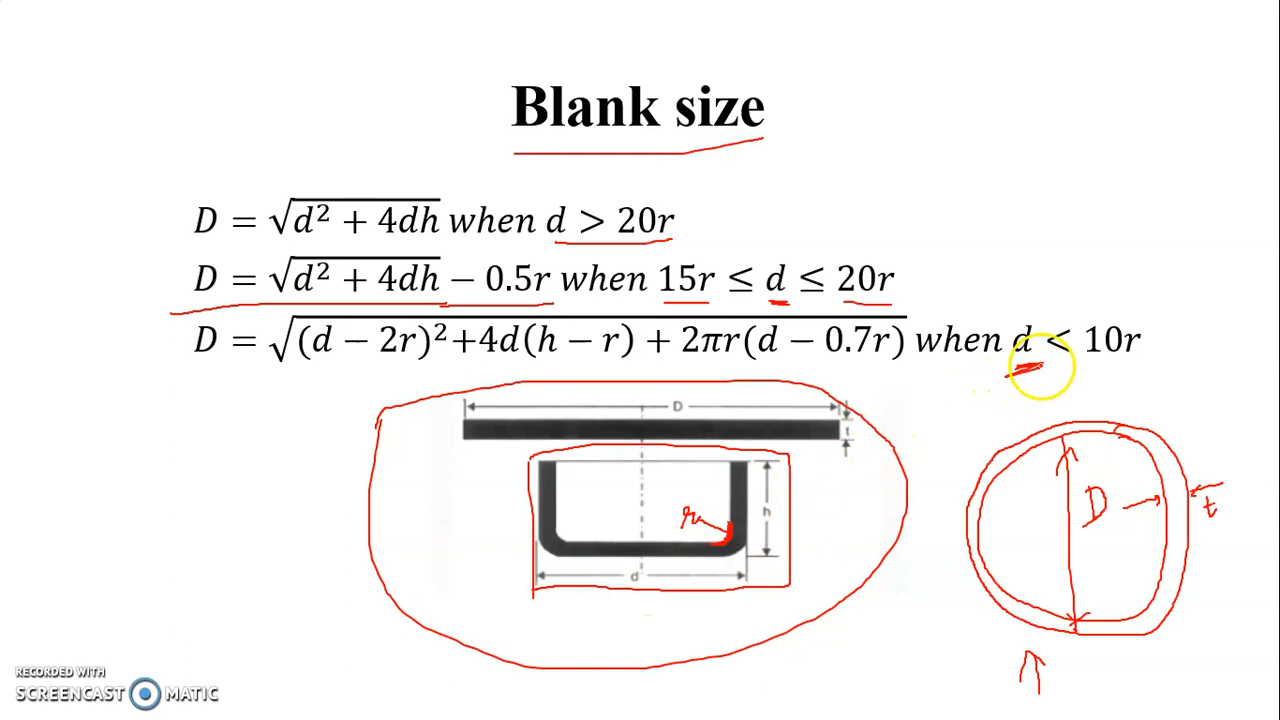 Blank size
D = √(d² + 4dh) when d > 20r
D = √(d² + 4dh) − 0.5r when 15r ≤ d ≤ 20r
D = √((d − 2r)²+4d(h − r) + 2πr(d − 0.7r)) when d < 10r
D
t
r
h
d
D
t
RECORDED WITH
SCREENCAST MATIC